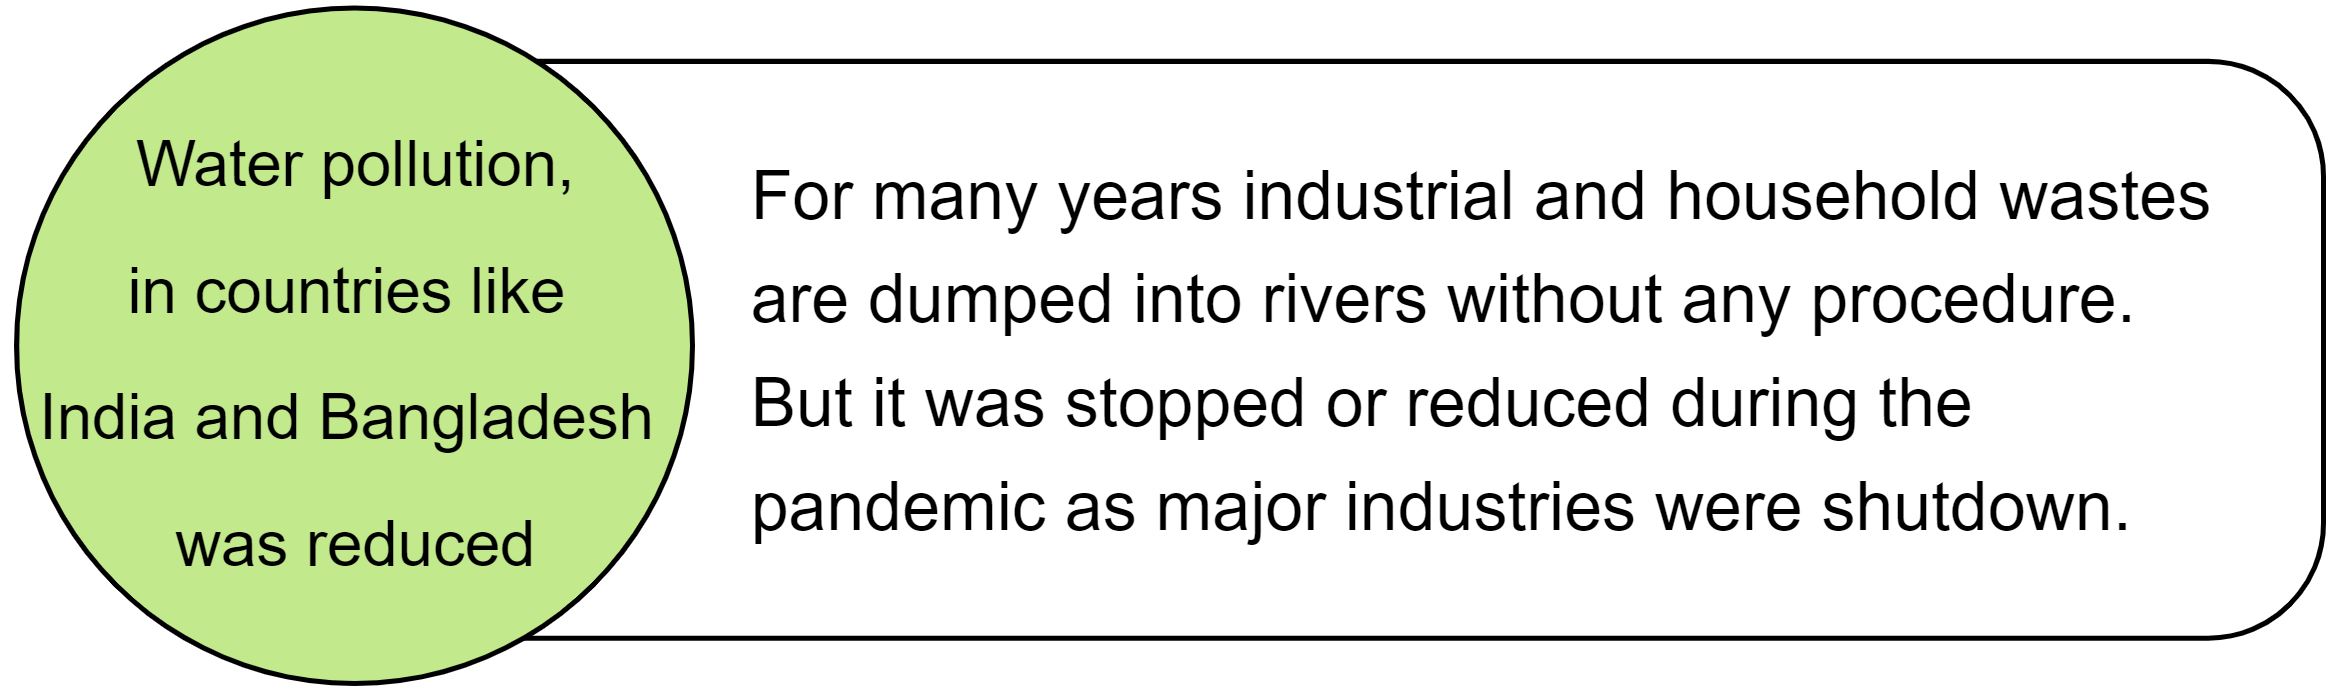 Water pollution,
in countries like
India and Bangladesh
was reduced
For many years industrial and household wastes
are dumped into rivers without any procedure.
But it was stopped or reduced during the
pandemic as major industries were shutdown.